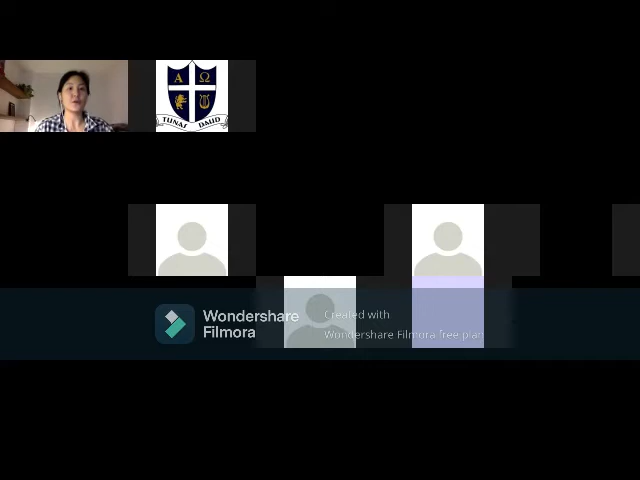 A Ω
TUNAS DAUD
Wondershare
Filmora
Created with
Wondershare Filmora free plan